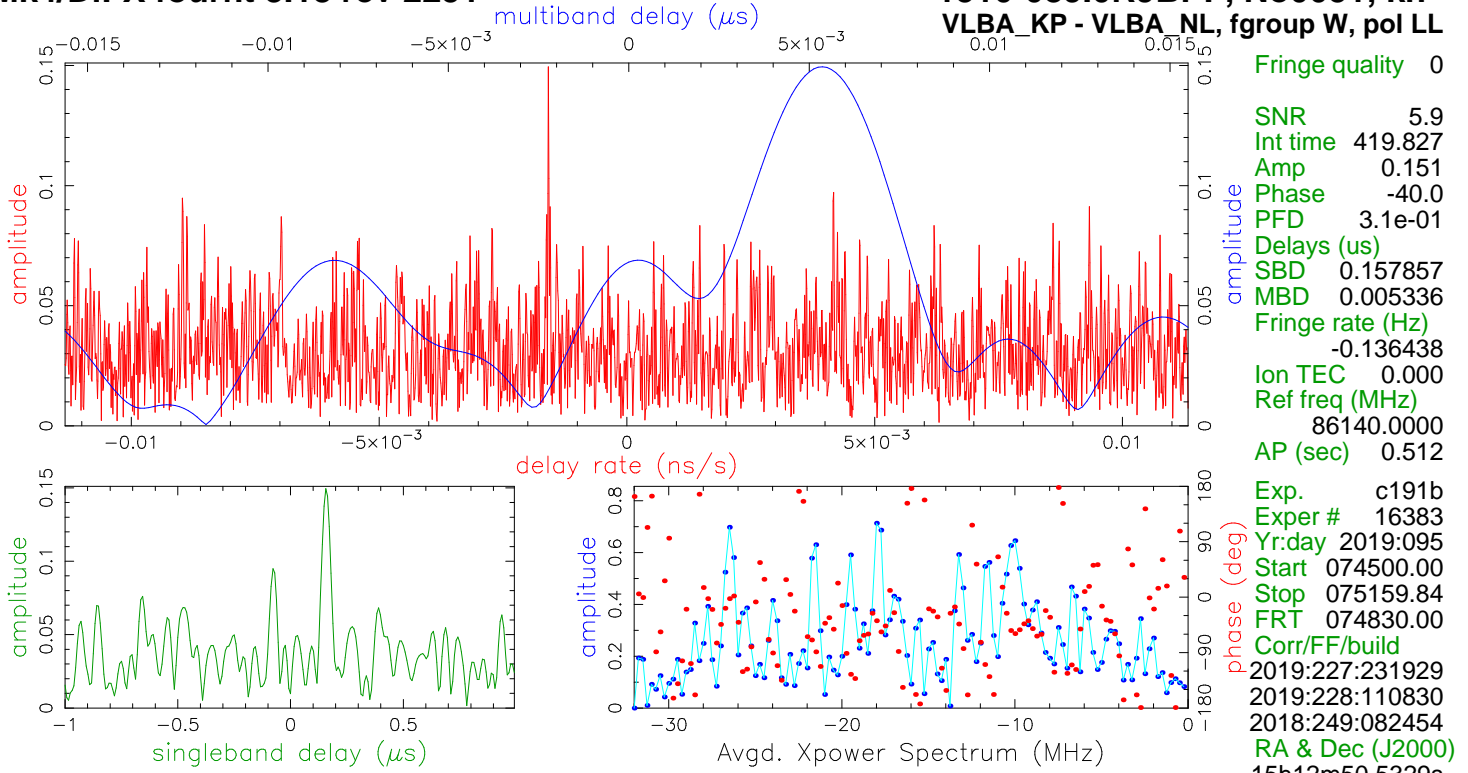 multiband delay (μs)
VLBA_KP - VLBA_NL, fgroup W, pol LL
−0.015 −0.01 −5×10⁻³ 0 5×10⁻³ 0.01 0.015
0 0.05 0.1 0.15
amplitude
0 0.05 0.1 0.15
amplitude
−0.01 −5×10⁻³ 0 5×10⁻³ 0.01
delay rate (ns/s)
0 0.05 0.1 0.15
amplitude
−1 −0.5 0 0.5
singleband delay (μs)
0 0.2 0.4 0.6 0.8
amplitude
−180 −90 0 90 180
phase (deg)
−30 −20 −10 0
Avgd. Xpower Spectrum (MHz)
Fringe quality 0
SNR 5.9
Int time 419.827
Amp 0.151
Phase -40.0
PFD 3.1e-01
Delays (us)
SBD 0.157857
MBD 0.005336
Fringe rate (Hz)
-0.136438
Ion TEC 0.000
Ref freq (MHz)
86140.0000
AP (sec) 0.512
Exp. c191b
Exper # 16383
Yr:day 2019:095
Start 074500.00
Stop 075159.84
FRT 074830.00
Corr/FF/build
2019:227:231929
2019:228:110830
2018:249:082454
RA & Dec (J2000)